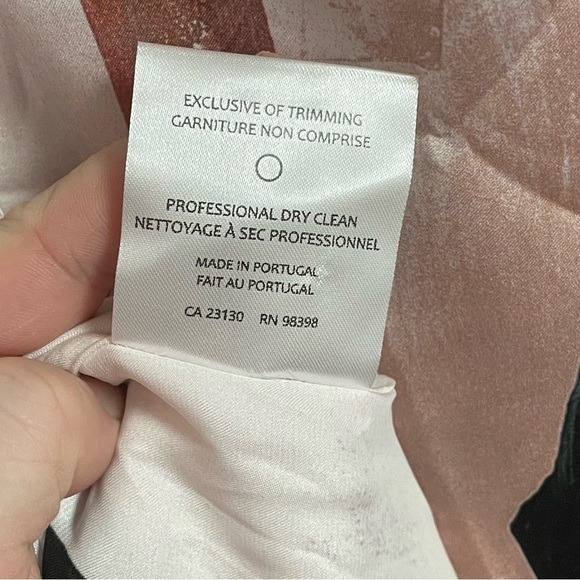 EXCLUSIVE OF TRIMMING
GARNITURE NON COMPRISE
PROFESSIONAL DRY CLEAN
NETTOYAGE À SEC PROFESSIONNEL
MADE IN PORTUGAL
FAIT AU PORTUGAL
CA 23130 RN 98398